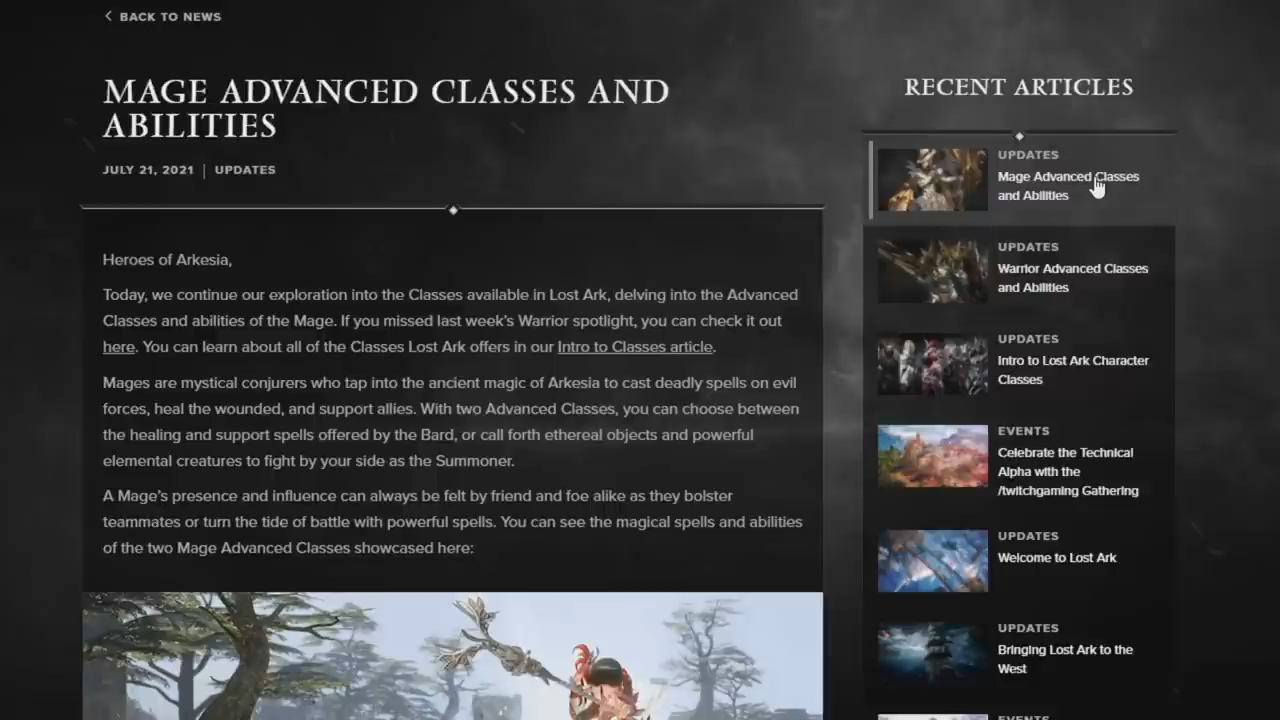 BACK TO NEWS
MAGE ADVANCED CLASSES AND
ABILITIES
JULY 21, 2021 | UPDATES
Heroes of Arkesia,
Today, we continue our exploration into the Classes available in Lost Ark, delving into the Advanced
Classes and abilities of the Mage. If you missed last week's Warrior spotlight, you can check it out
here. You can learn about all of the Classes Lost Ark offers in our Intro to Classes article.
Mages are mystical conjurers who tap into the ancient magic of Arkesia to cast deadly spells on evil
forces, heal the wounded, and support allies. With two Advanced Classes, you can choose between
the healing and support spells offered by the Bard, or call forth ethereal objects and powerful
elemental creatures to fight by your side as the Summoner.
A Mage's presence and influence can always be felt by friend and foe alike as they bolster
teammates or turn the tide of battle with powerful spells. You can see the magical spells and abilities
of the two Mage Advanced Classes showcased here:
RECENT ARTICLES
UPDATES
Mage Advanced Classes
and Abilities
UPDATES
Warrior Advanced Classes
and Abilities
UPDATES
Intro to Lost Ark Character
Classes
EVENTS
Celebrate the Technical
Alpha with the
/twitchgaming Gathering
UPDATES
Welcome to Lost Ark
UPDATES
Bringing Lost Ark to the
West
EVENTS